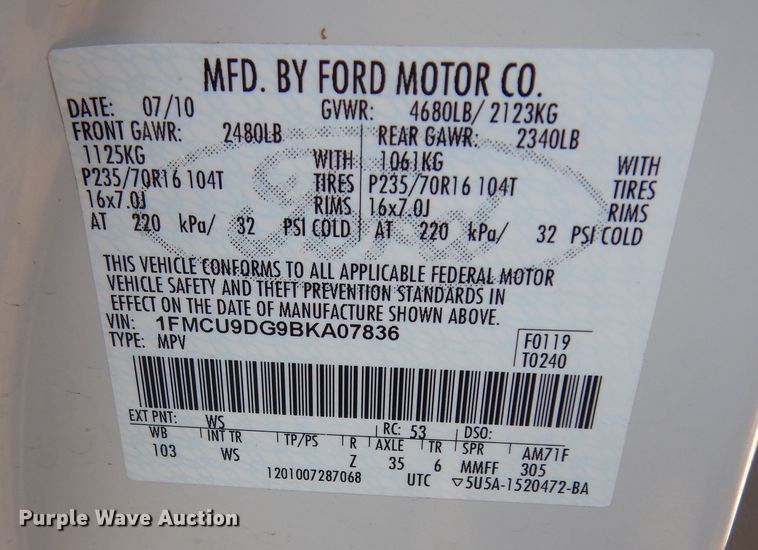 MFD. BY FORD MOTOR CO.
DATE: 07/10 GVWR: 4680LB/ 2123KG
FRONT GAWR: 2480LB REAR GAWR: 2340LB
1125KG WITH 1061KG WITH
P235/70R16 104T TIRES P235/70R16 104T TIRES
16x7.0J RIMS 16x7.0J RIMS
AT 220 kPa/ 32 PSI COLD AT 220 kPa/ 32 PSI COLD
Ford
THIS VEHICLE CONFORMS TO ALL APPLICABLE FEDERAL MOTOR
VEHICLE SAFETY AND THEFT PREVENTION STANDARDS IN
EFFECT ON THE DATE OF MANUFACTURE SHOWN ABOVE.
VIN: 1FMCU9DG9BKA07836 F0119
TYPE: MPV T0240
EXT PNT: WS RC: 53 DSO:
WB INT TR TP/PS R AXLE TR SPR AM71F
103 WS Z 35 6 MMFF 305
1201007287068 UTC ▽5U5A-1520472-BA
Purple Wave Auction